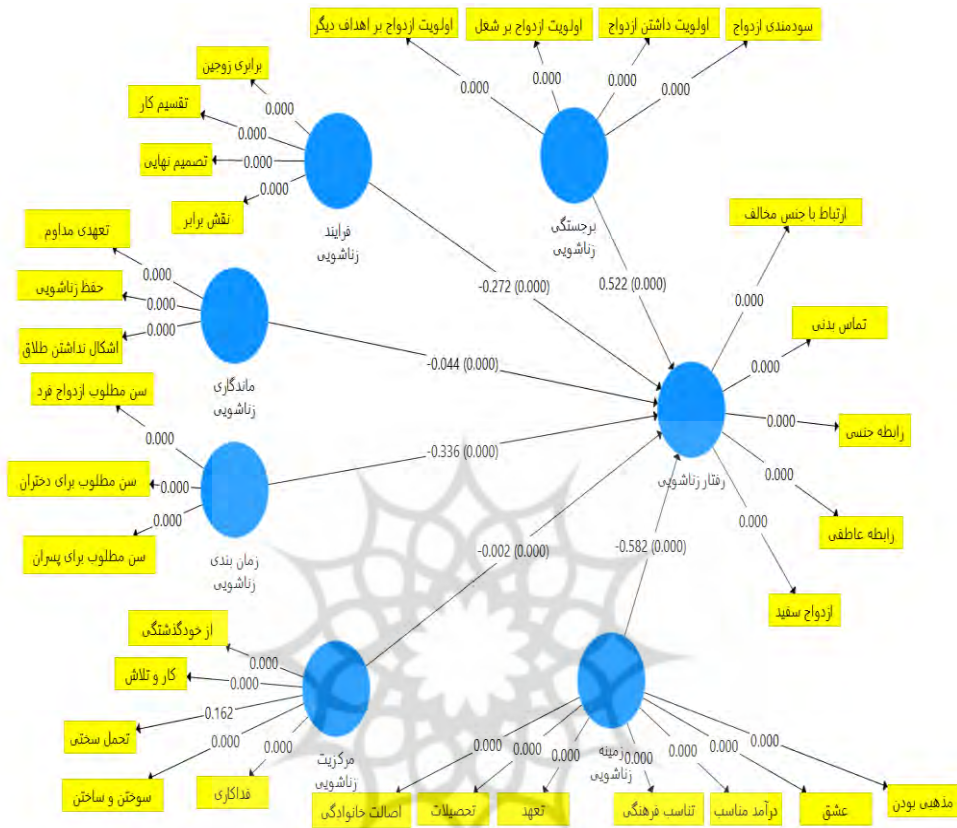 سودمندی ازدواج
اولویت داشتن ازدواج
اولویت ازدواج بر شغل
اولویت ازدواج بر اهداف دیگر
0.000
0.000
0.000
0.000
برجستگی
زناشویی
0.522 (0.000)
برابری زوجین
تقسیم کار
تصمیم نهایی
نقش برابر
0.000
0.000
0.000
0.000
فرایند
زناشویی
-0.272 (0.000)
تعهدی مداوم
حفظ زناشویی
اشکال نداشتن طلاق
0.000
0.000
0.000
ماندگاری
زناشویی
-0.044 (0.000)
سن مطلوب ازدواج فرد
سن مطلوب برای دختران
سن مطلوب برای پسران
0.000
0.000
0.000
زمان بندی
زناشویی
-0.336 (0.000)
از خودگذشتگی
کار و تلاش
تحمل سختی
سوختن و ساختن
فداکاری
0.000
0.000
0.162
0.000
0.000
مرکزیت
زناشویی
-0.002 (0.000)
زمینه
زناشویی
-0.582 (0.000)
0.000
0.000
0.000
0.000
0.000
0.000
0.000
مذهبی بودن
عشق
درآمد مناسب
تناسب فرهنگی
تعهد
تحصیلات
اصالت خانوادگی
رفتار زناشویی
ارتباط با جنس مخالف
تماس بدنی
رابطه جنسی
رابطه عاطفی
ازدواج سفید
0.000
0.000
0.000
0.000
0.000